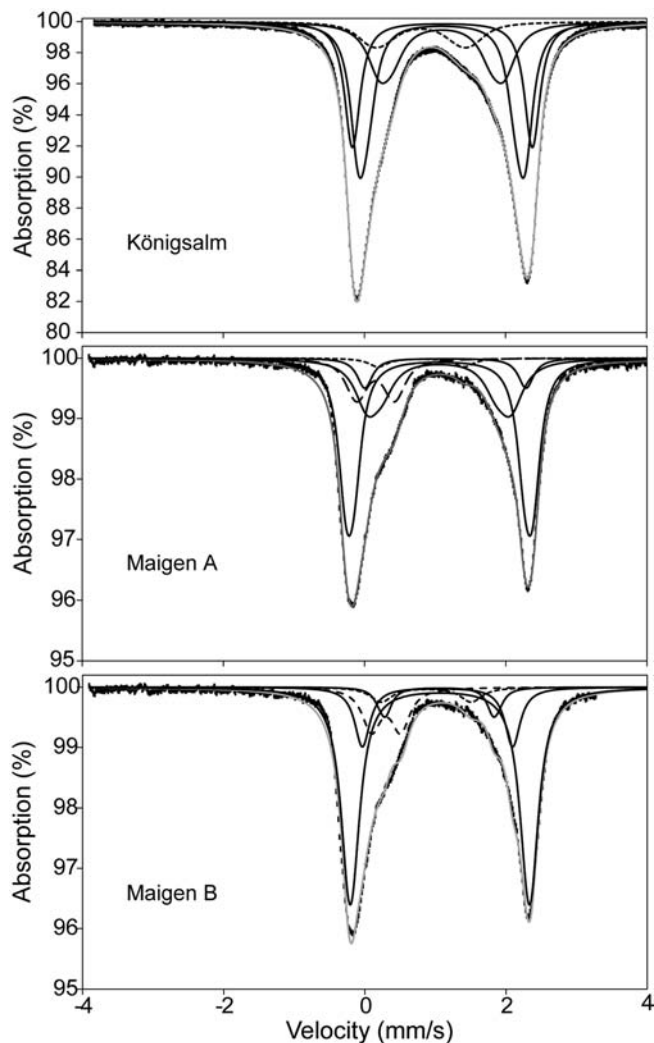 100
98
96
94
92
90
88
86
84
82
80
Absorption (%)
Königsalm
100
99
98
97
96
95
Absorption (%)
Maigen A
100
99
98
97
96
95
Absorption (%)
Maigen B
-4 -2 0 2 4
Velocity (mm/s)